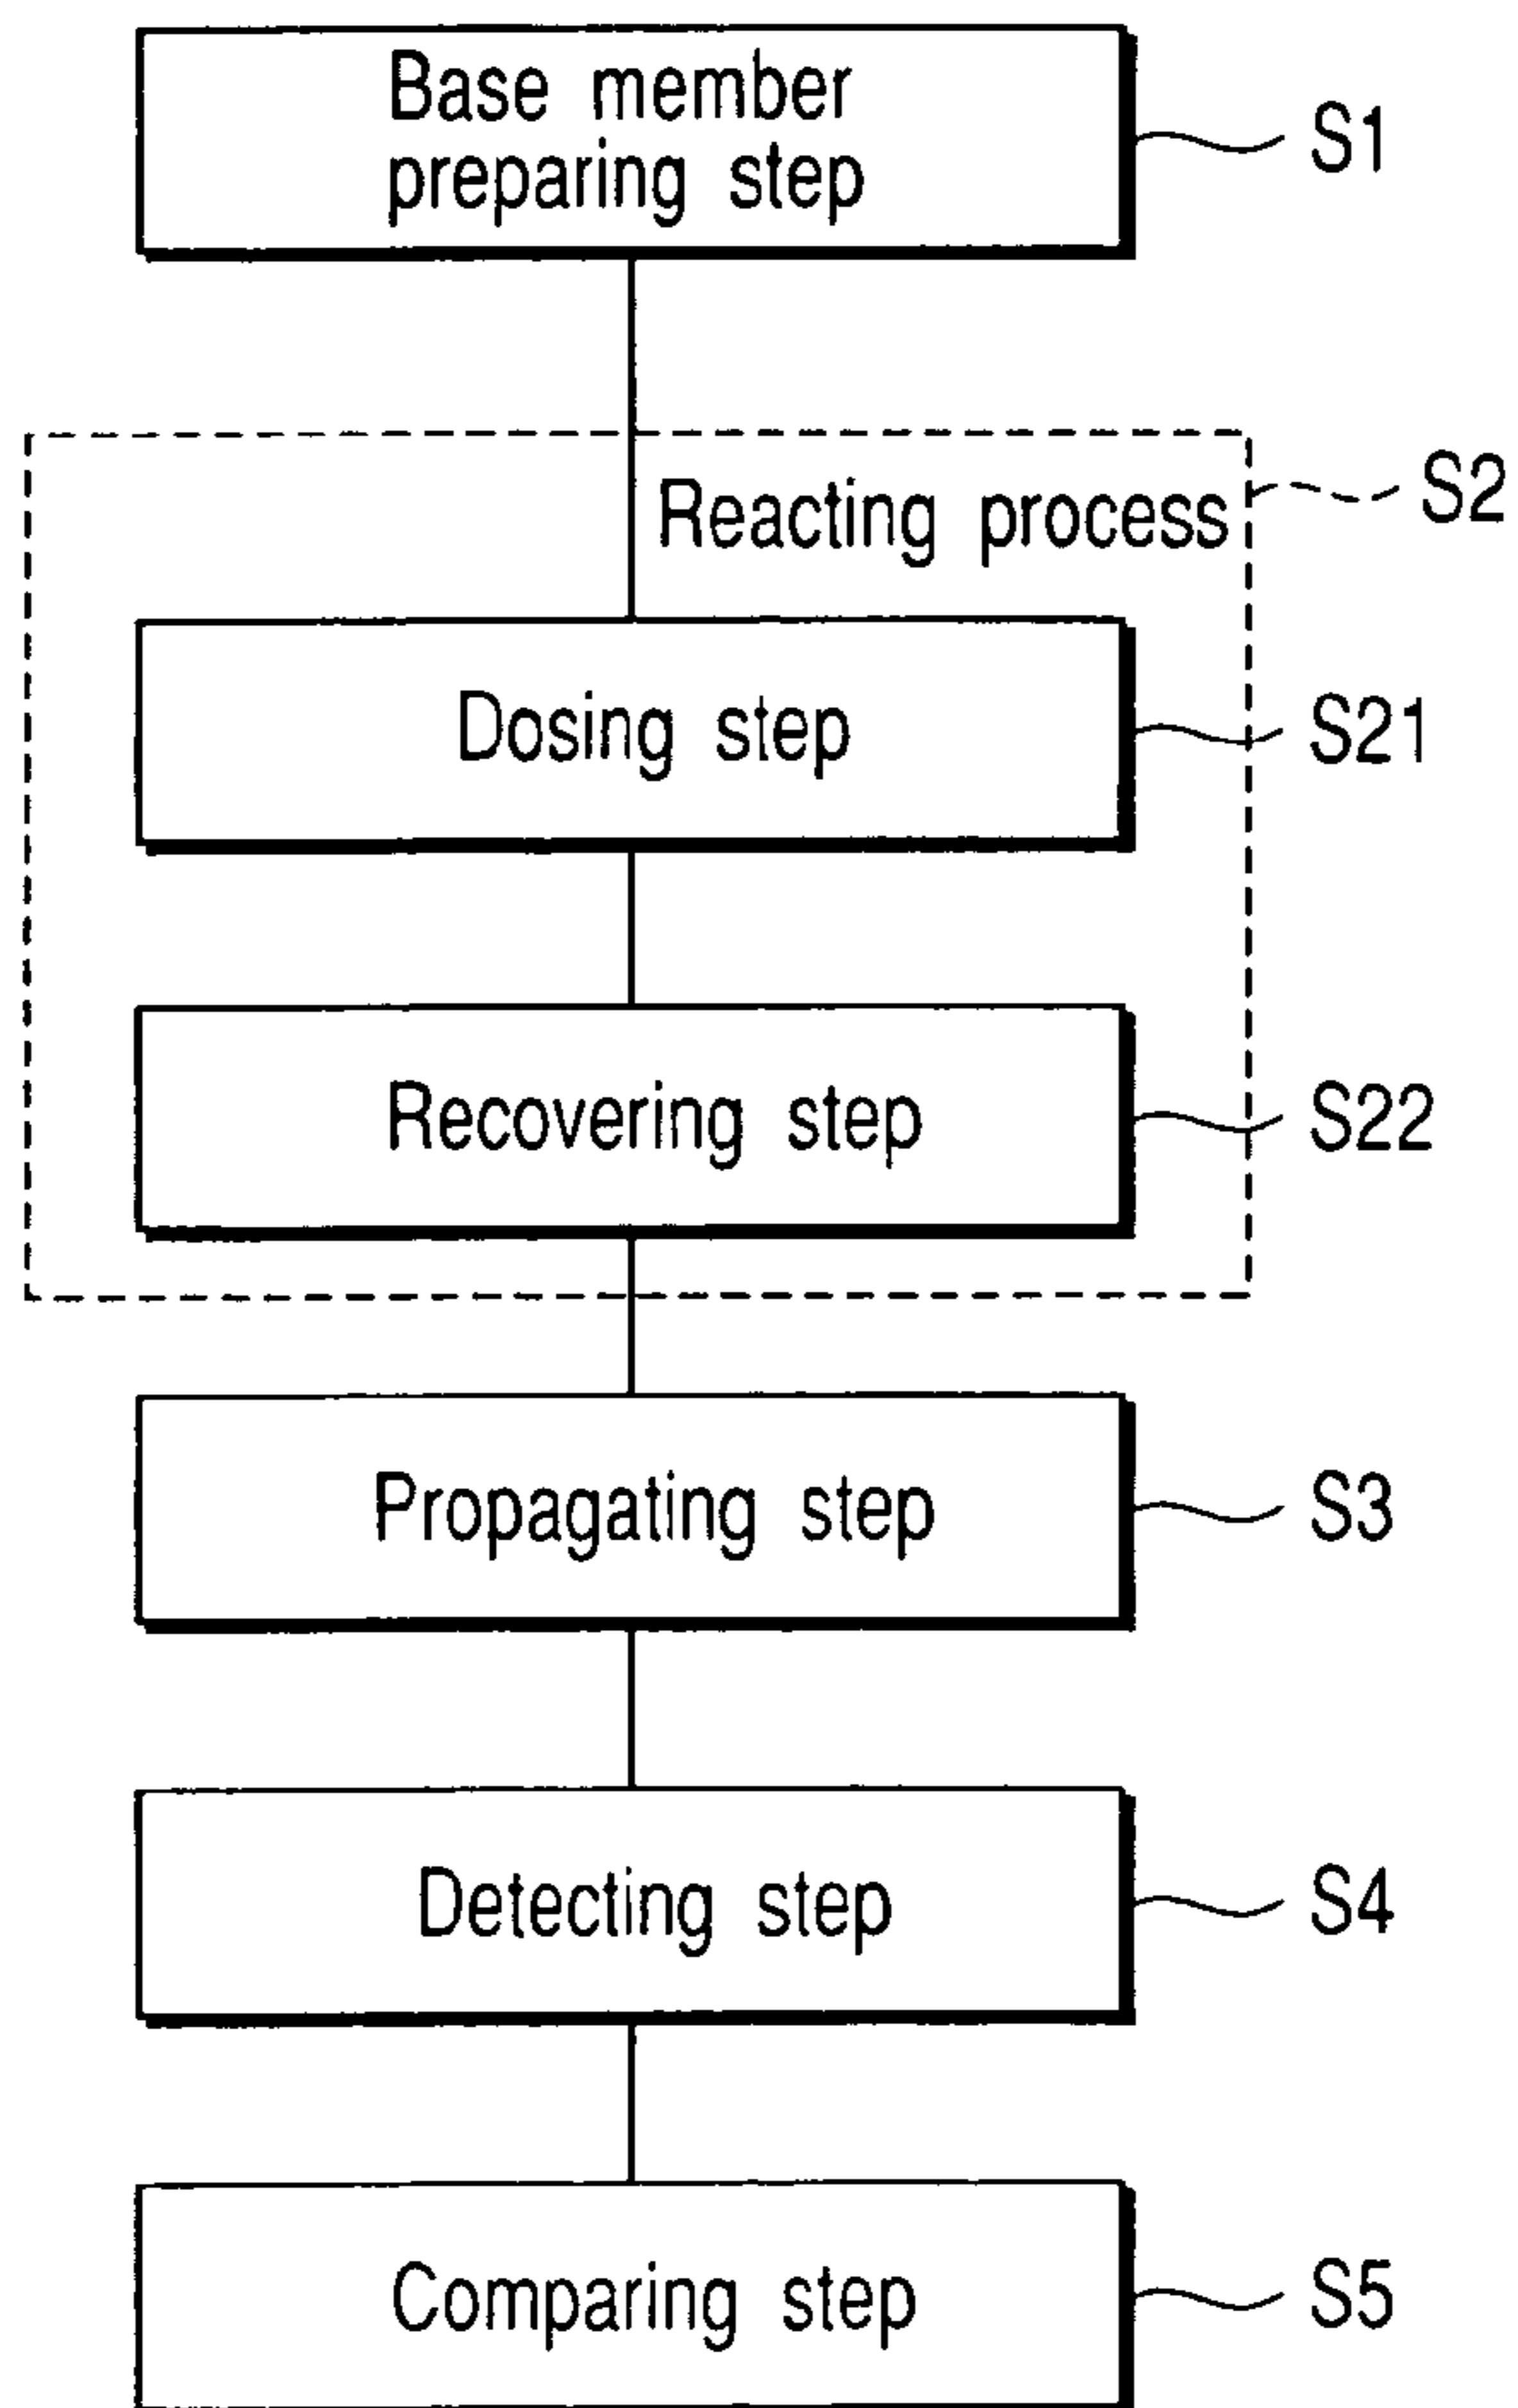 Base member
preparing step
S1
Reacting process
S2
Dosing step
S21
Recovering step
S22
Propagating step
S3
Detecting step
S4
Comparing step
S5